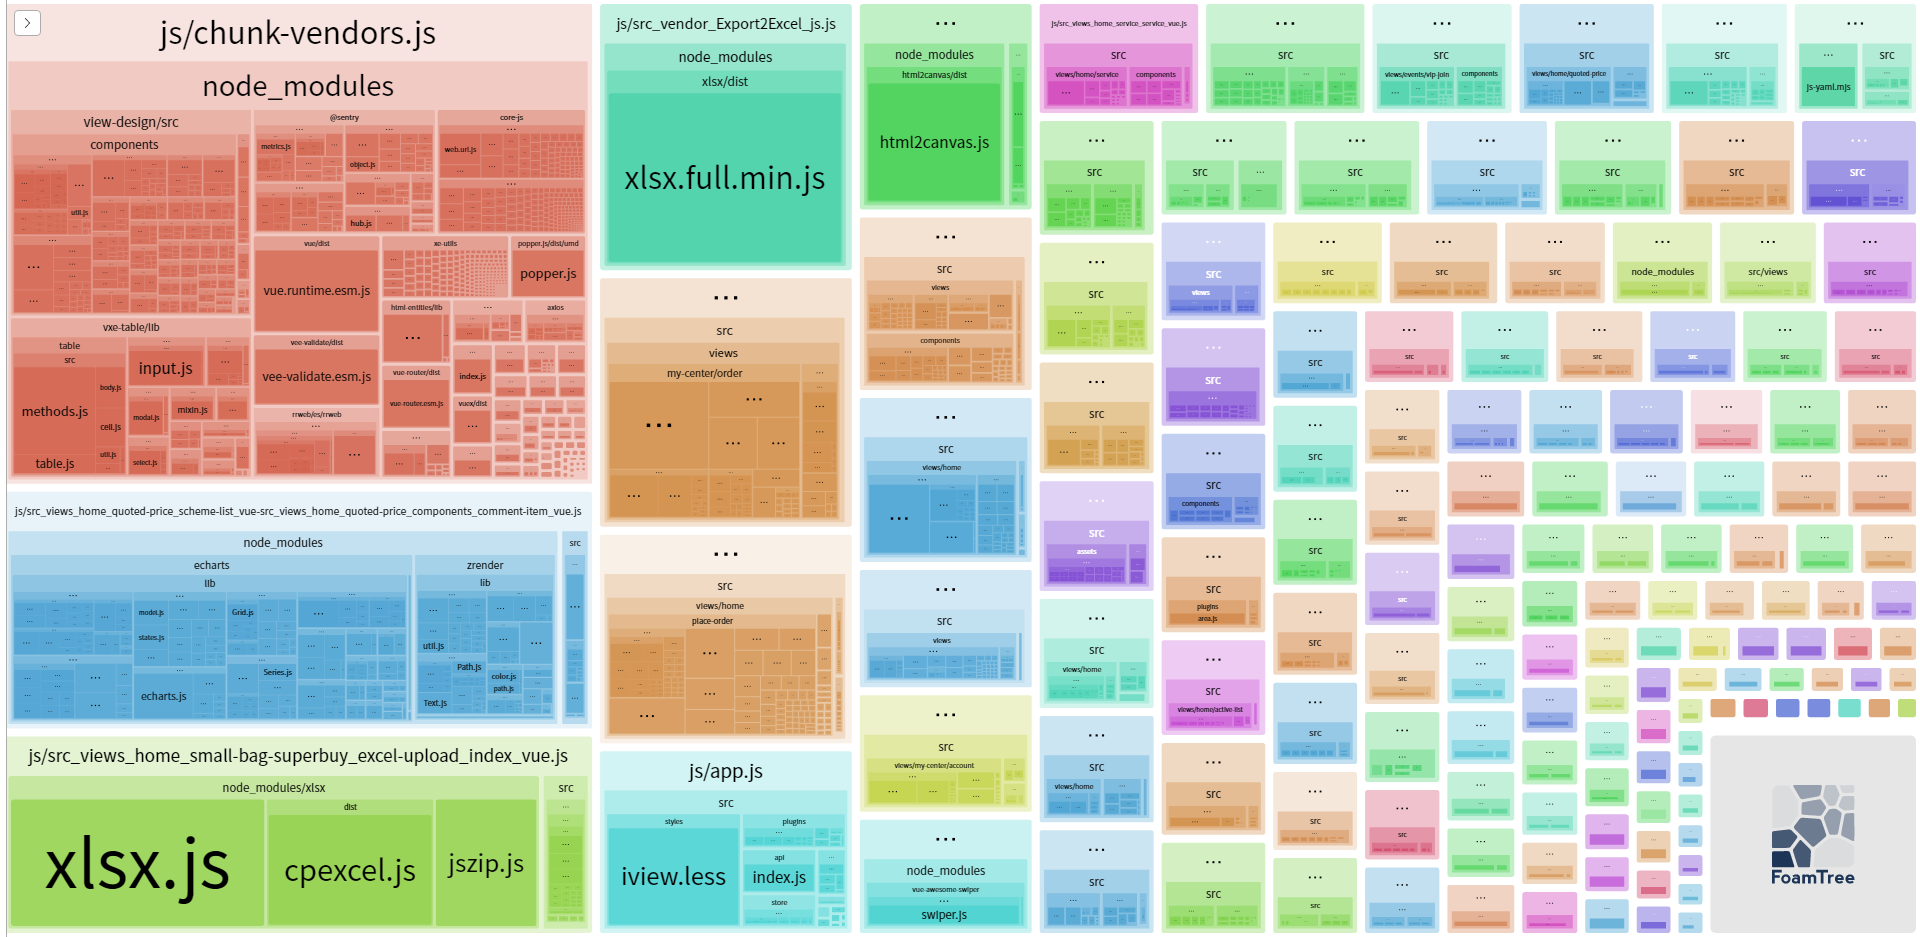 js/chunk-vendors.js
node_modules
view-design/src
components
util.js
@sentry
metrics.js
object.js
hub.js
core-js
web.url.js
vue/dist
vue.runtime.esm.js
xe-utils
popper.js/dist/umd
popper.js
vxe-table/lib
table
src
methods.js
table.js
body.js
cell.js
util.js
input.js
modal.js
mixin.js
select.js
vee-validate/dist
vee-validate.esm.js
rrweb/es/rrweb
html-entities/lib
axios
vue-router/dist
vue-router.esm.js
index.js
vuex/dist
js/src_views_home_quoted-price_scheme-list_vue-src_views_home_quoted-price_components_comment-item_vue.js
node_modules
src
echarts
lib
model.js
states.js
Grid.js
Series.js
echarts.js
zrender
lib
util.js
Path.js
color.js
path.js
Text.js
js/src_views_home_small-bag-superbuy_excel-upload_index_vue.js
node_modules/xlsx
src
xlsx.js
dist
cpexcel.js
jszip.js
js/src_vendor_Export2Excel_js.js
node_modules
xlsx/dist
xlsx.full.min.js
...
src
views
my-center/order
...
src
views/home
place-order
js/app.js
src
styles
iview.less
plugins
api
index.js
store
...
node_modules
html2canvas/dist
html2canvas.js
...
src
views
components
...
src
views/home
...
src
views
...
src
views/my-center/account
...
node_modules
vue-awesome-swiper
swiper.js
js/src_views_home_service_service_vue.js
src
views/home/service
components
...
src
...
src
views/events/vip-join
components
...
src
views/home/quoted-price
...
src
...
js-yaml.mjs
src
...
src
...
src
...
src
...
src
...
src
...
src
...
src
...
src
...
src
views
...
src
...
src
...
src
...
node_modules
...
src/views
...
src
...
src
...
src
...
src
...
src
...
src
...
src
...
src
...
src
...
src
...
src
...
src
...
src
...
src
components
...
src
...
src
assets
...
src
...
src
plugins
area.js
...
src
...
src
views/home
...
src
views/home/active-list
...
src
...
src
...
src
views/home
...
src
...
src
...
src
...
src
...
src
...
src
FoamTree